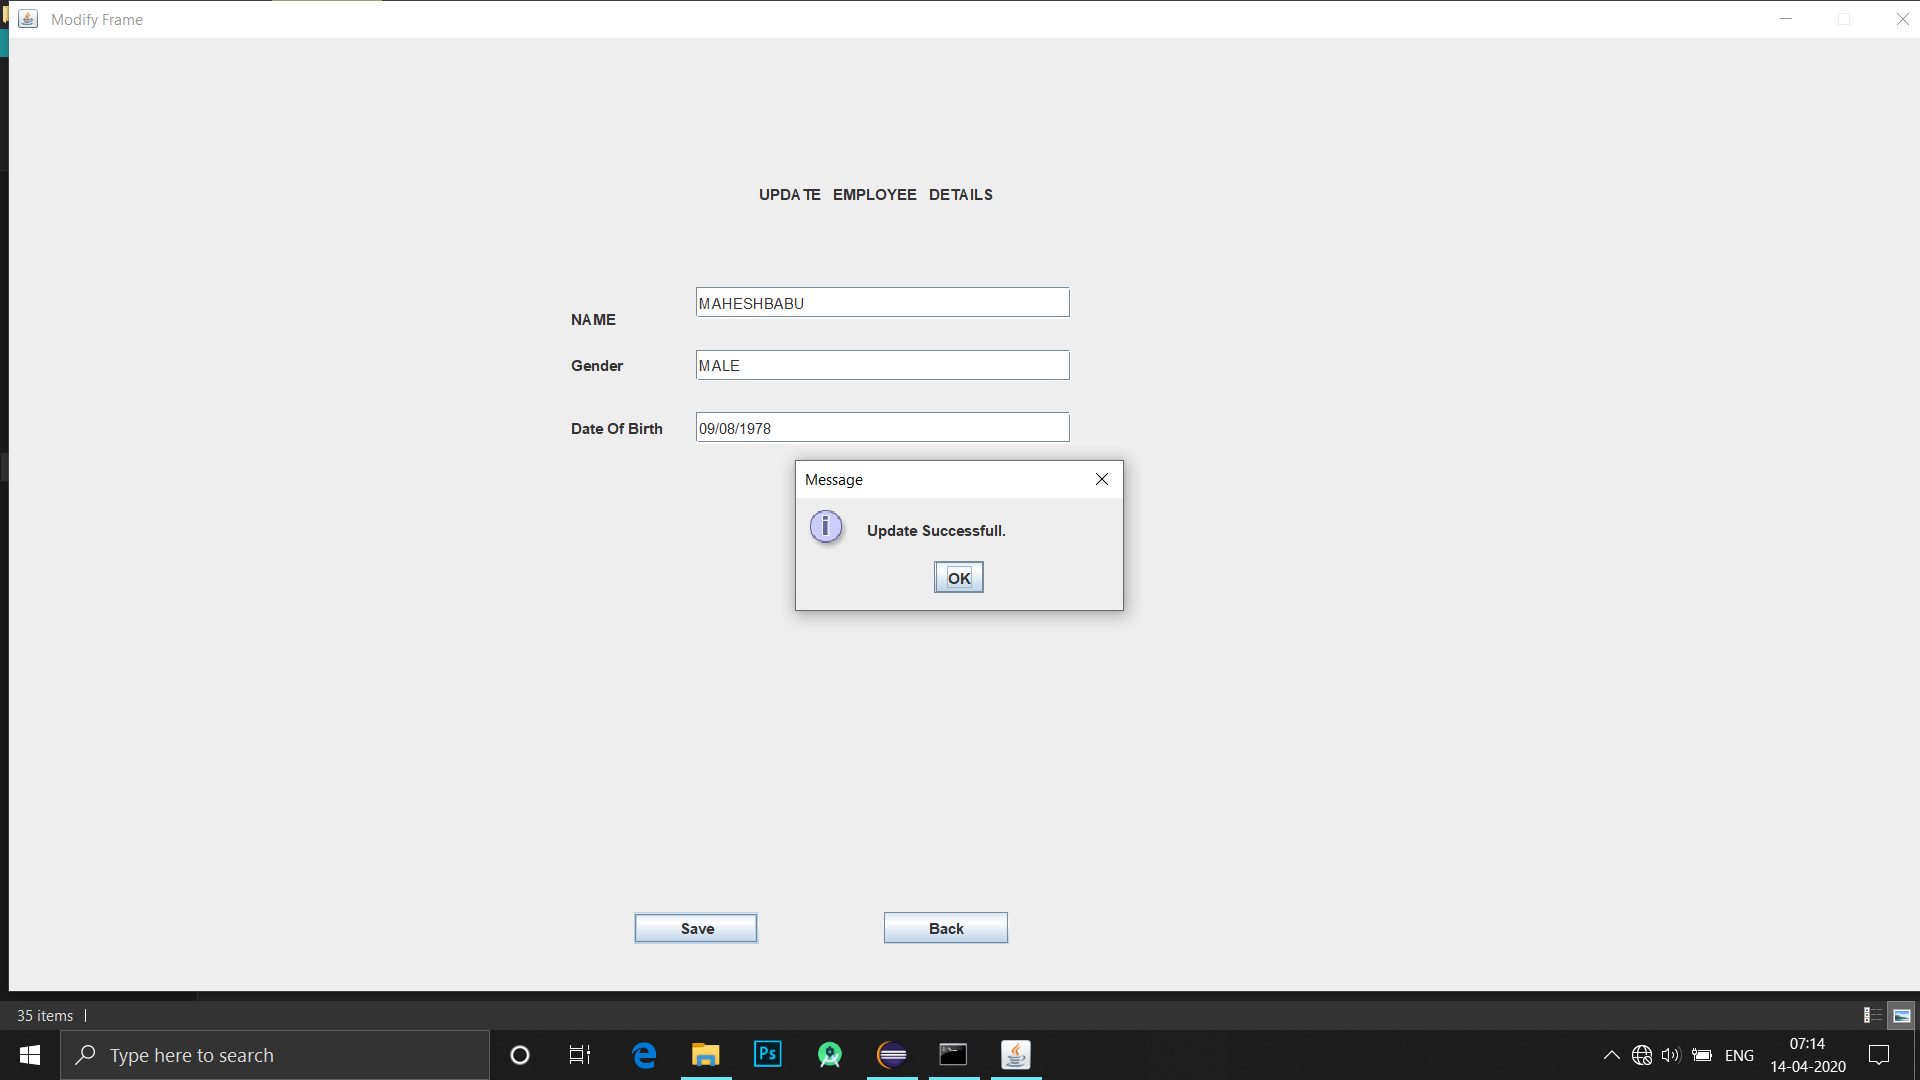 Modify Frame
UPDATE EMPLOYEE DETAILS
NAME
MAHESHBABU
Gender
MALE
Date Of Birth
09/08/1978
Message
i
Update Successfull.
OK
Save
Back
35 items
Type here to search
Ps
ENG
07:14
14-04-2020